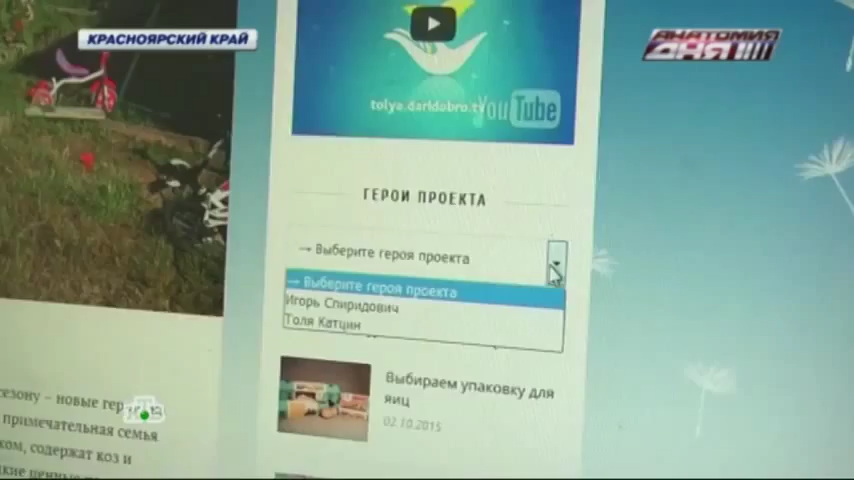 КРАСНОЯРСКИЙ КРАЙ
АНАТОМИЯ
ДНЯ
tolya.darldobro.tv
YouTube
ГЕРОИ ПРОЕКТА
→ Выберите героя проекта
→ Выберите героя проекта
Игорь Спиридович
Толя Катцин
Выбираем упаковку для
яиц
02.10.2015
сезону – новые гер
примечательная семья
ком, содержат коз и
НТВ